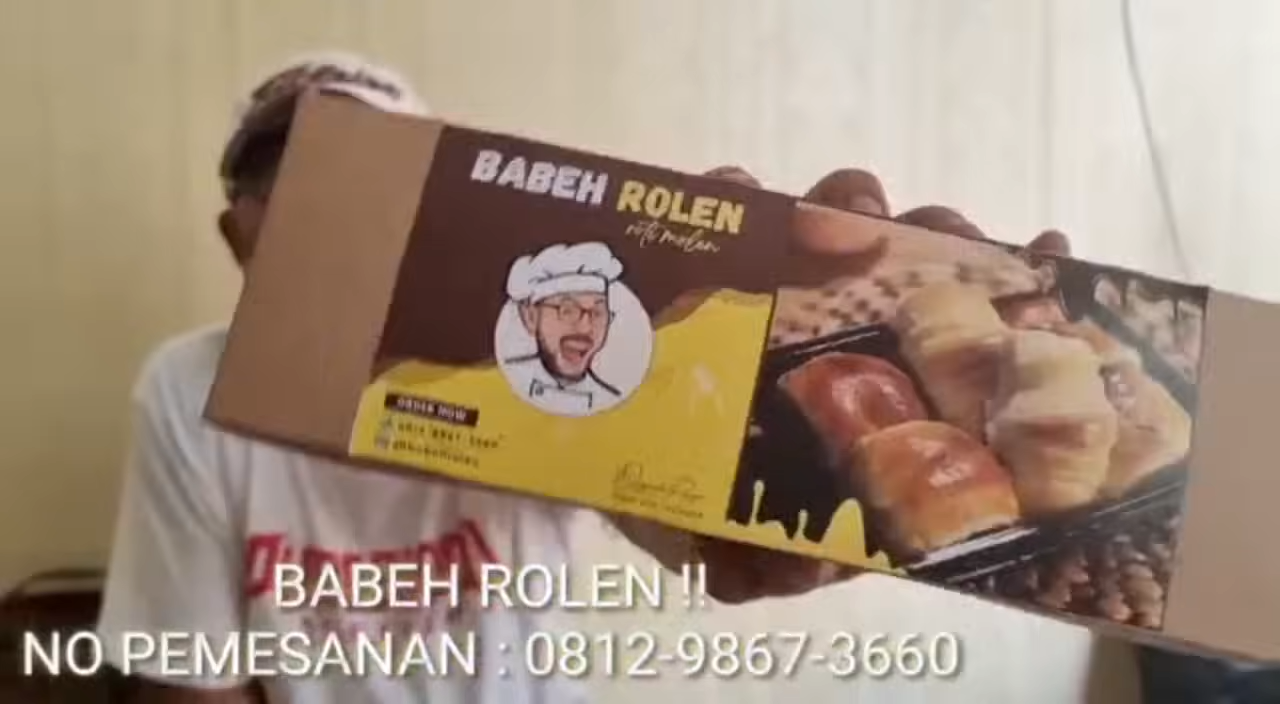 BABEH ROLEN
roti molen
ORDER NOW
BABEH ROLEN !!
NO PEMESANAN : 0812-9867-3660